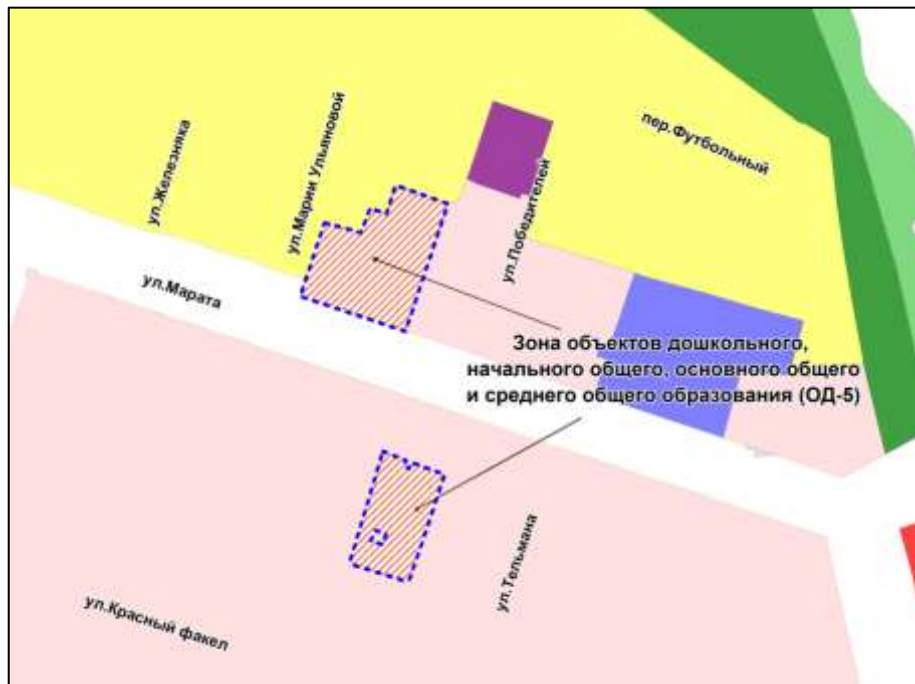 пер.Футбольный
ул.Железняка
ул.Марии Ульяновой
ул.Победителей
ул.Марата
Зона объектов дошкольного,
начального общего, основного общего
и среднего общего образования (ОД-5)
ул.Тельмана
ул.Красный факел